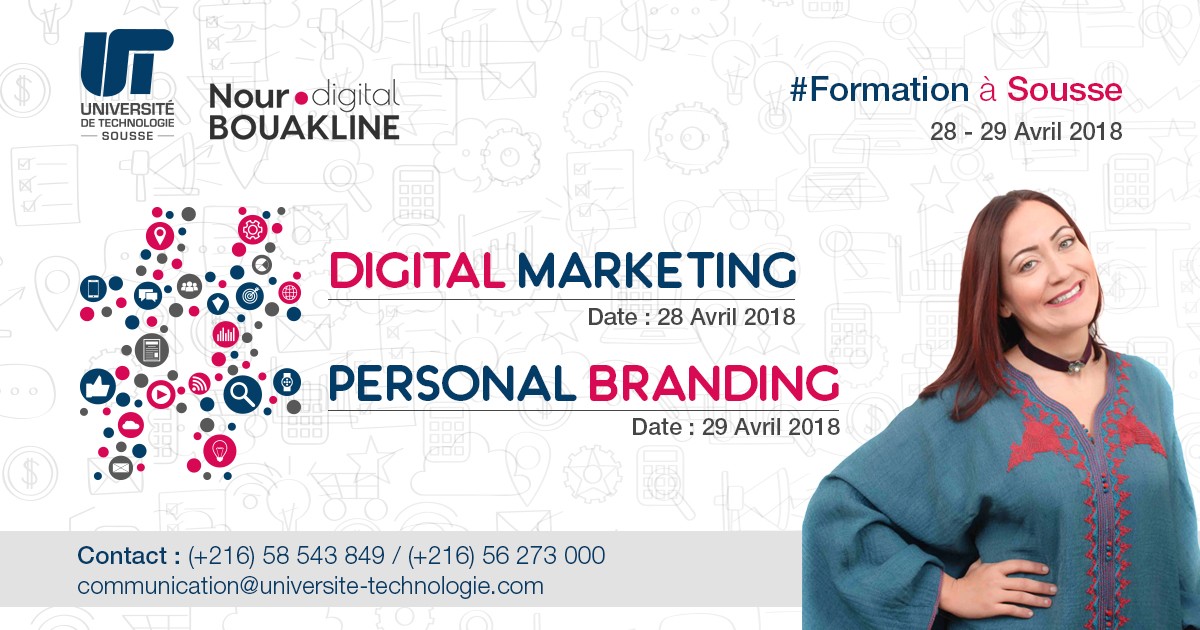 UNIVERSITÉ
DE TECHNOLOGIE
SOUSSE
Nour digital
BOUAKLINE
#Formation à Sousse
28 - 29 Avril 2018
DIGITAL MARKETING
Date : 28 Avril 2018
PERSONAL BRANDING
Date : 29 Avril 2018
Contact : (+216) 58 543 849 / (+216) 56 273 000
communication@universite-technologie.com